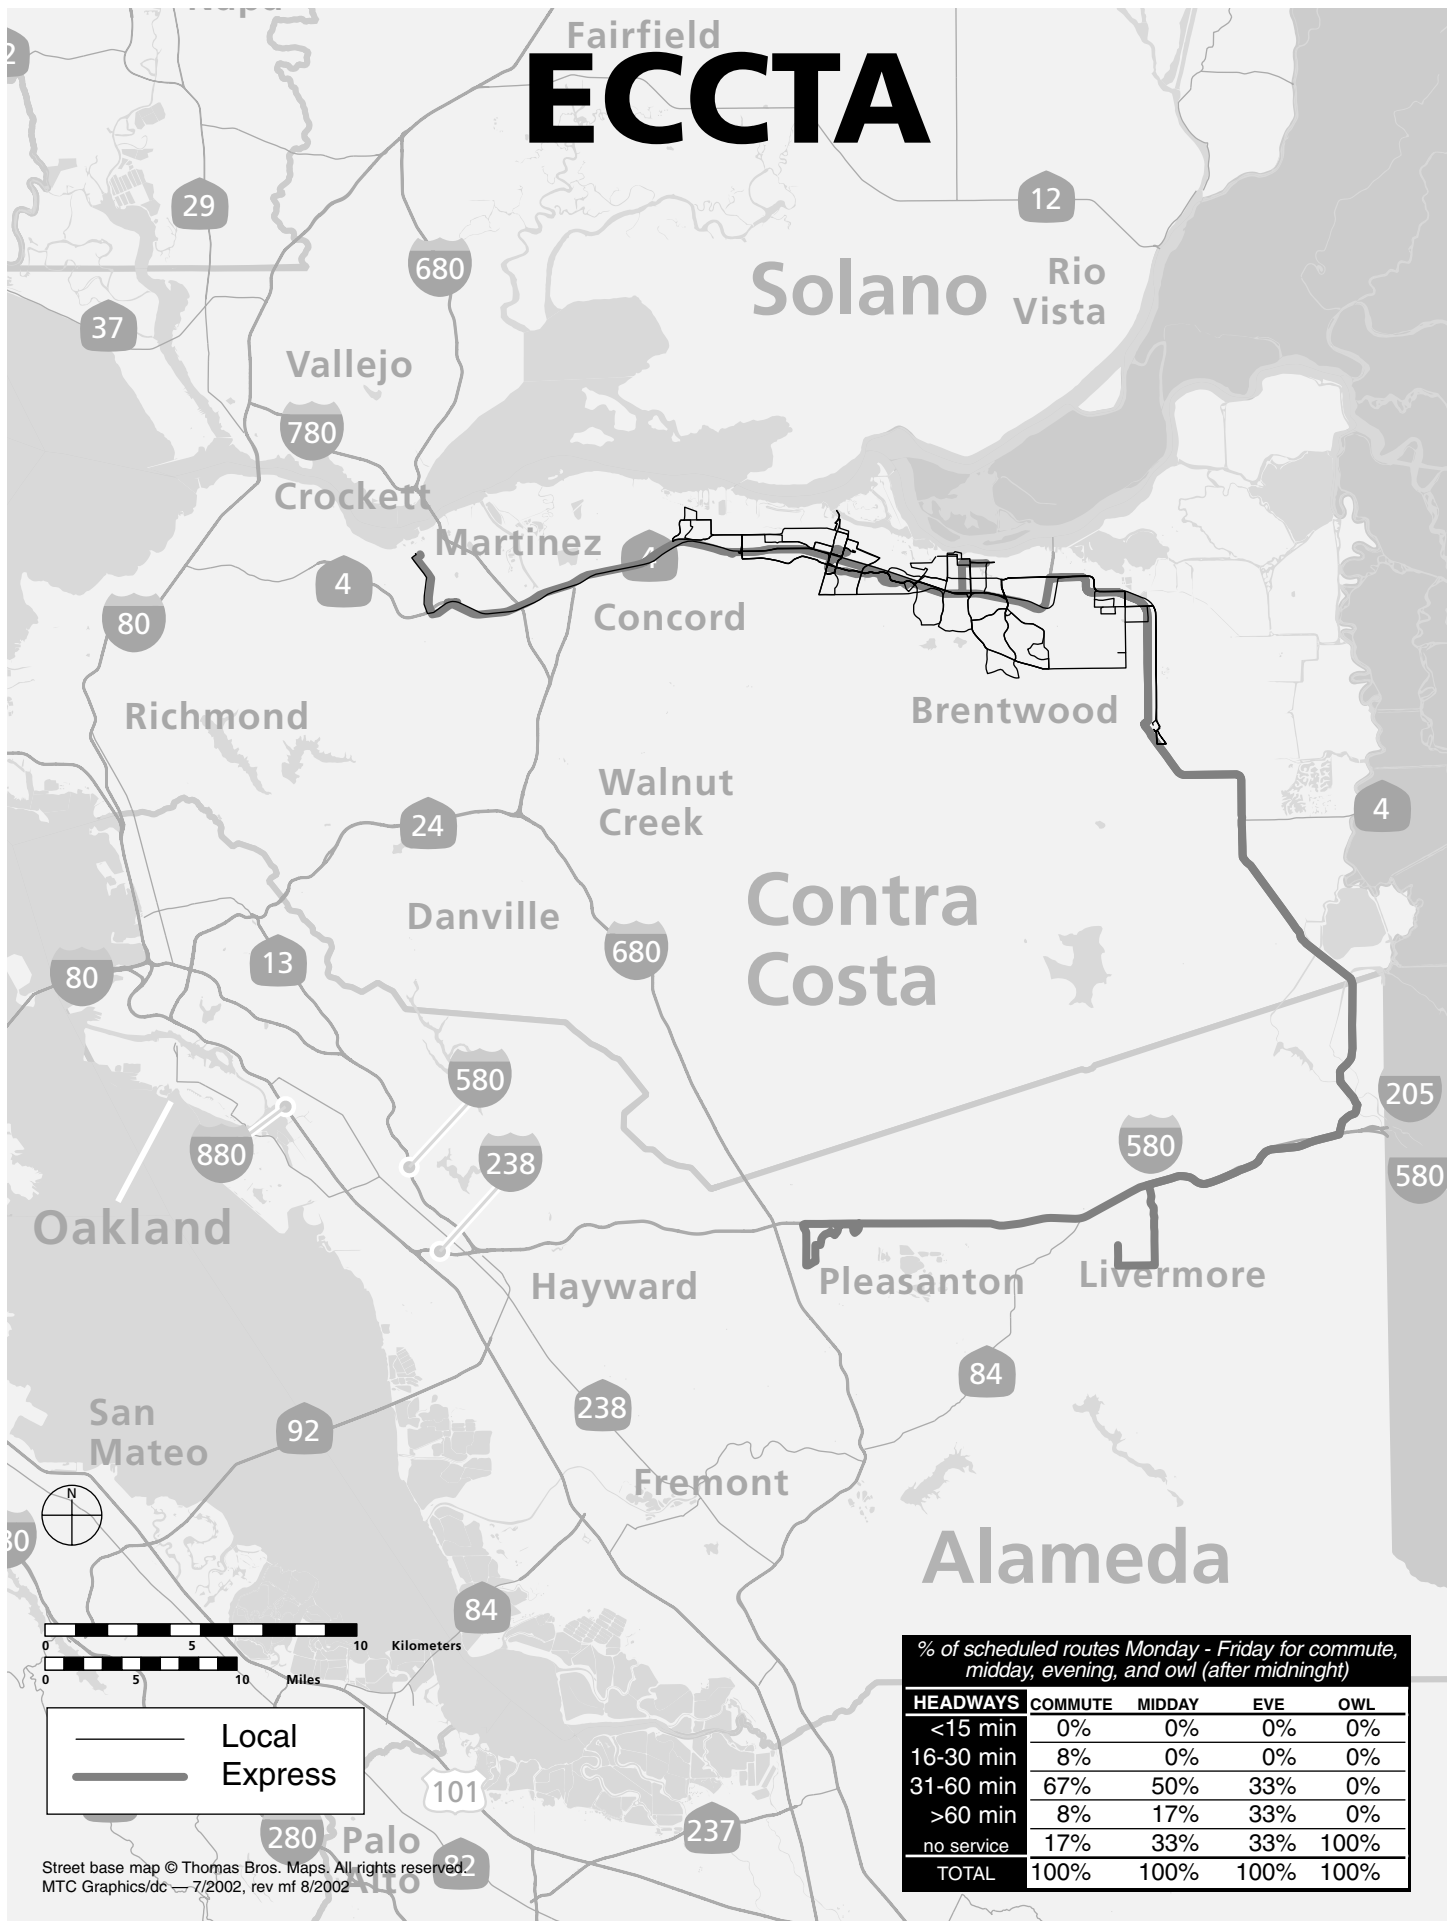 Fairfield
ECCTA
29
12
680
Solano
Rio
Vista
37
Vallejo
780
Crockett
Martinez
4
4
80
Concord
Richmond
Brentwood
Walnut
Creek
24
4
Contra
Costa
Danville
680
13
80
580
205
880
238
580
580
Oakland
Hayward
Pleasanton
Livermore
84
San
Mateo
92
238
Fremont
N
Alameda
84
0 5 10 Kilometers
0 5 10 Miles
Local
Express
101
280
237
Palo
Alto
82
Street base map © Thomas Bros. Maps. All rights reserved.
MTC Graphics/dc — 7/2002, rev mf 8/2002
% of scheduled routes Monday - Friday for commute,
midday, evening, and owl (after midninght)
HEADWAYS COMMUTE MIDDAY EVE OWL
<15 min 0% 0% 0% 0%
16-30 min 8% 0% 0% 0%
31-60 min 67% 50% 33% 0%
>60 min 8% 17% 33% 0%
no service 17% 33% 33% 100%
TOTAL 100% 100% 100% 100%